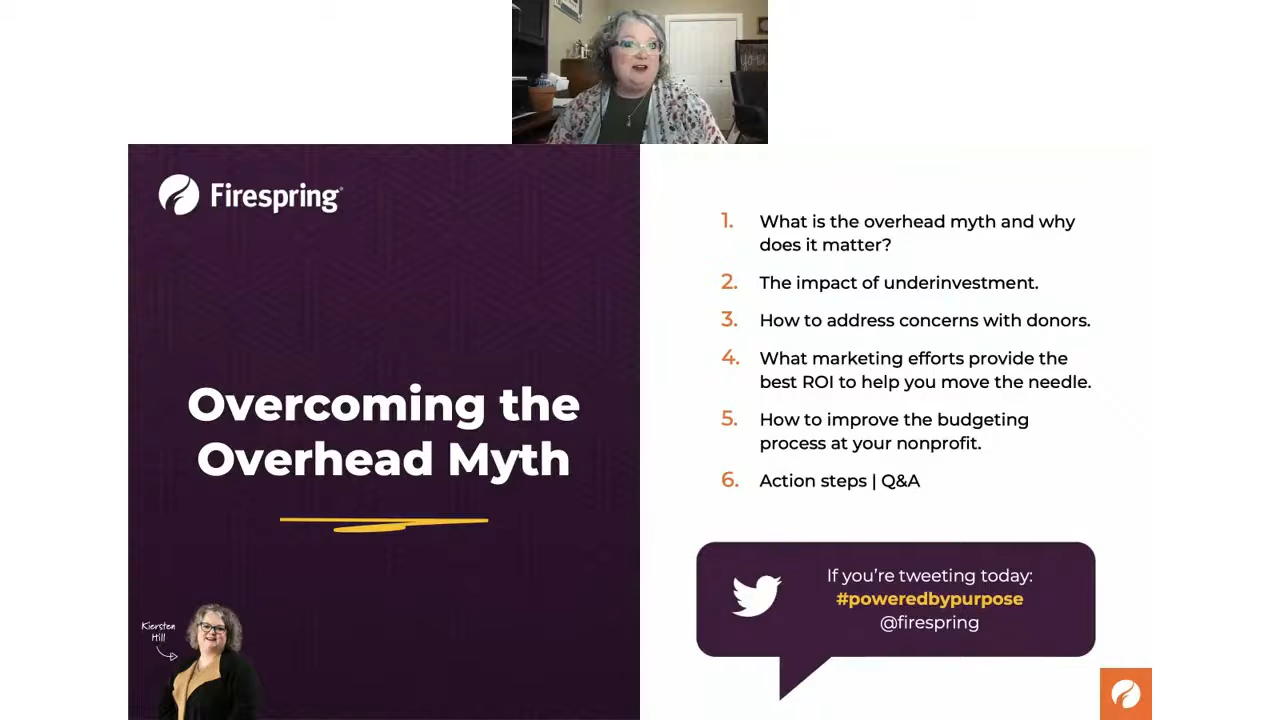 Firespring
Overcoming the
Overhead Myth
Kiersten
Hill
1. What is the overhead myth and why
does it matter?
2. The impact of underinvestment.
3. How to address concerns with donors.
4. What marketing efforts provide the
best ROI to help you move the needle.
5. How to improve the budgeting
process at your nonprofit.
6. Action steps | Q&A
If you're tweeting today:
#poweredbypurpose
@firespring